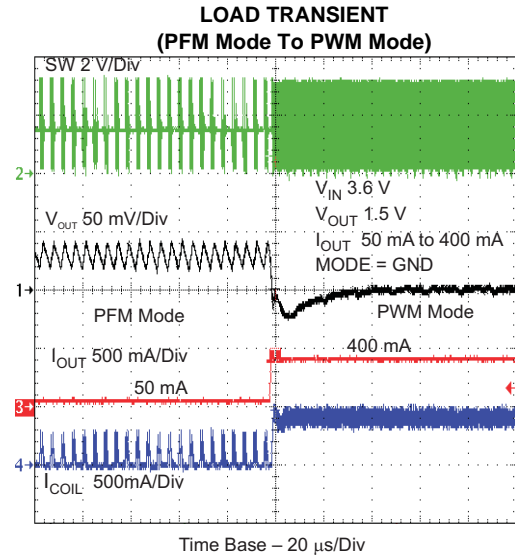 LOAD TRANSIENT
(PFM Mode To PWM Mode)
SW 2 V/Div
2
V_IN 3.6 V
V_OUT 50 mV/Div
V_OUT 1.5 V
I_OUT 50 mA to 400 mA
MODE = GND
1
PFM Mode
PWM Mode
I_OUT 500 mA/Div
T
400 mA
50 mA
3
4
I_COIL 500mA/Div
Time Base – 20 μs/Div